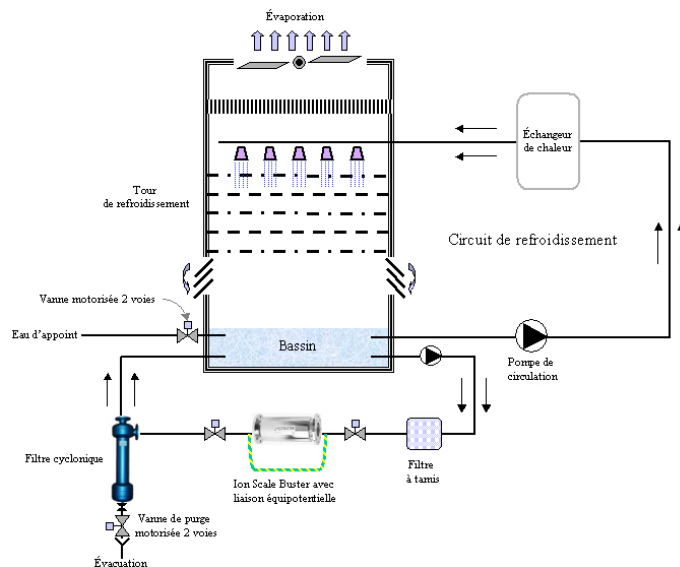 Évaporation
Échangeur
de chaleur
Tour
de refroidissement
Circuit de refroidissement
Vanne motorisée 2 voies
Eau d'appoint
Bassin
Pompe de
circulation
Filtre cyclonique
Ion Scale Buster avec
liaison équipotentielle
Filtre
à tamis
Vanne de purge
motorisée 2 voies
Évacuation